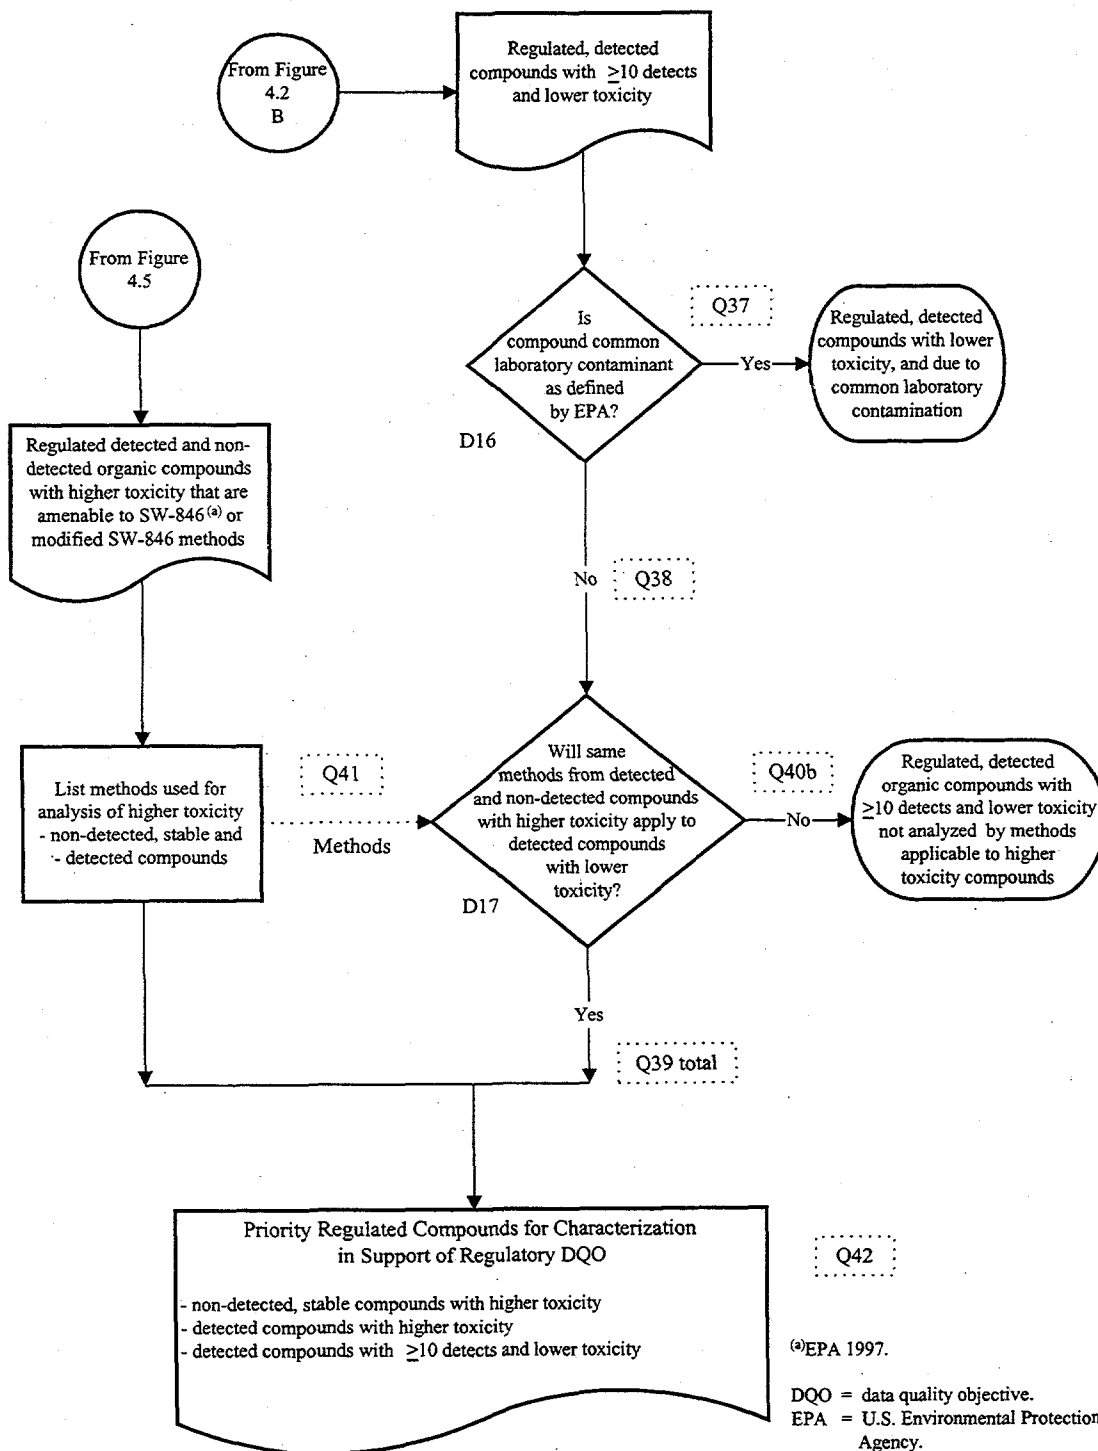 From Figure
4.2
B
Regulated, detected
compounds with ≥10 detects
and lower toxicity
From Figure
4.5
Is
compound common
laboratory contaminant
as defined
by EPA?
D16
Q37
Yes
Regulated, detected
compounds with lower
toxicity, and due to
common laboratory
contamination
Regulated detected and non-
detected organic compounds
with higher toxicity that are
amenable to SW-846(a) or
modified SW-846 methods
No
Q38
List methods used for
analysis of higher toxicity
- non-detected, stable and
- detected compounds
Q41
Methods
Will same
methods from detected
and non-detected compounds
with higher toxicity apply to
detected compounds
with lower
toxicity?
D17
Q40b
No
Regulated, detected
organic compounds with
≥10 detects and lower toxicity
not analyzed by methods
applicable to higher
toxicity compounds
Yes
Q39 total
Priority Regulated Compounds for Characterization
in Support of Regulatory DQO
- non-detected, stable compounds with higher toxicity
- detected compounds with higher toxicity
- detected compounds with ≥10 detects and lower toxicity
Q42
(a)EPA 1997.
DQO = data quality objective.
EPA = U.S. Environmental Protection
Agency.